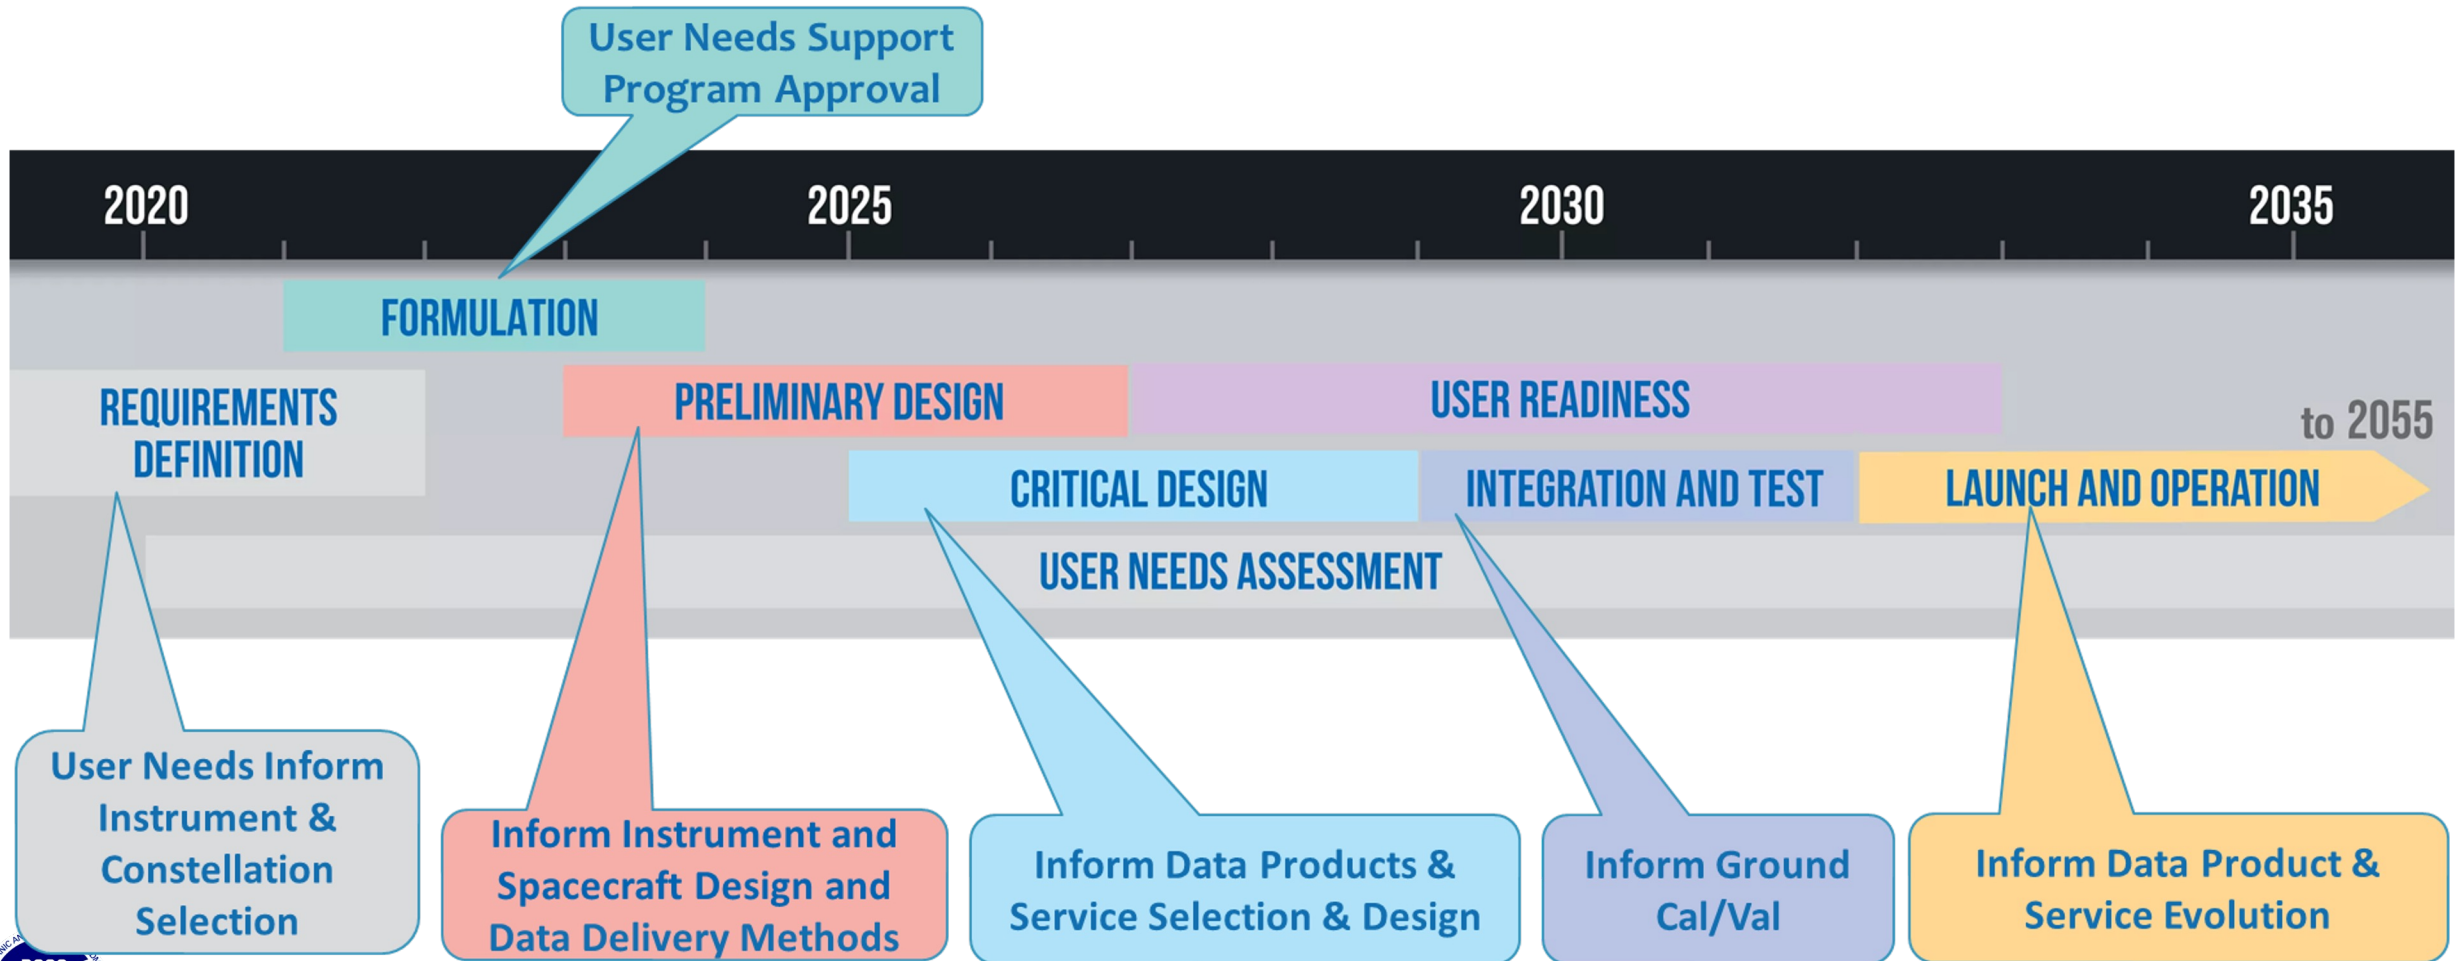 User Needs Support
Program Approval
2020
2025
2030
2035
FORMULATION
REQUIREMENTS
DEFINITION
PRELIMINARY DESIGN
USER READINESS
to 2055
CRITICAL DESIGN
INTEGRATION AND TEST
LAUNCH AND OPERATION
USER NEEDS ASSESSMENT
User Needs Inform
Instrument &
Constellation
Selection
Inform Instrument and
Spacecraft Design and
Data Delivery Methods
Inform Data Products &
Service Selection & Design
Inform Ground
Cal/Val
Inform Data Product &
Service Evolution